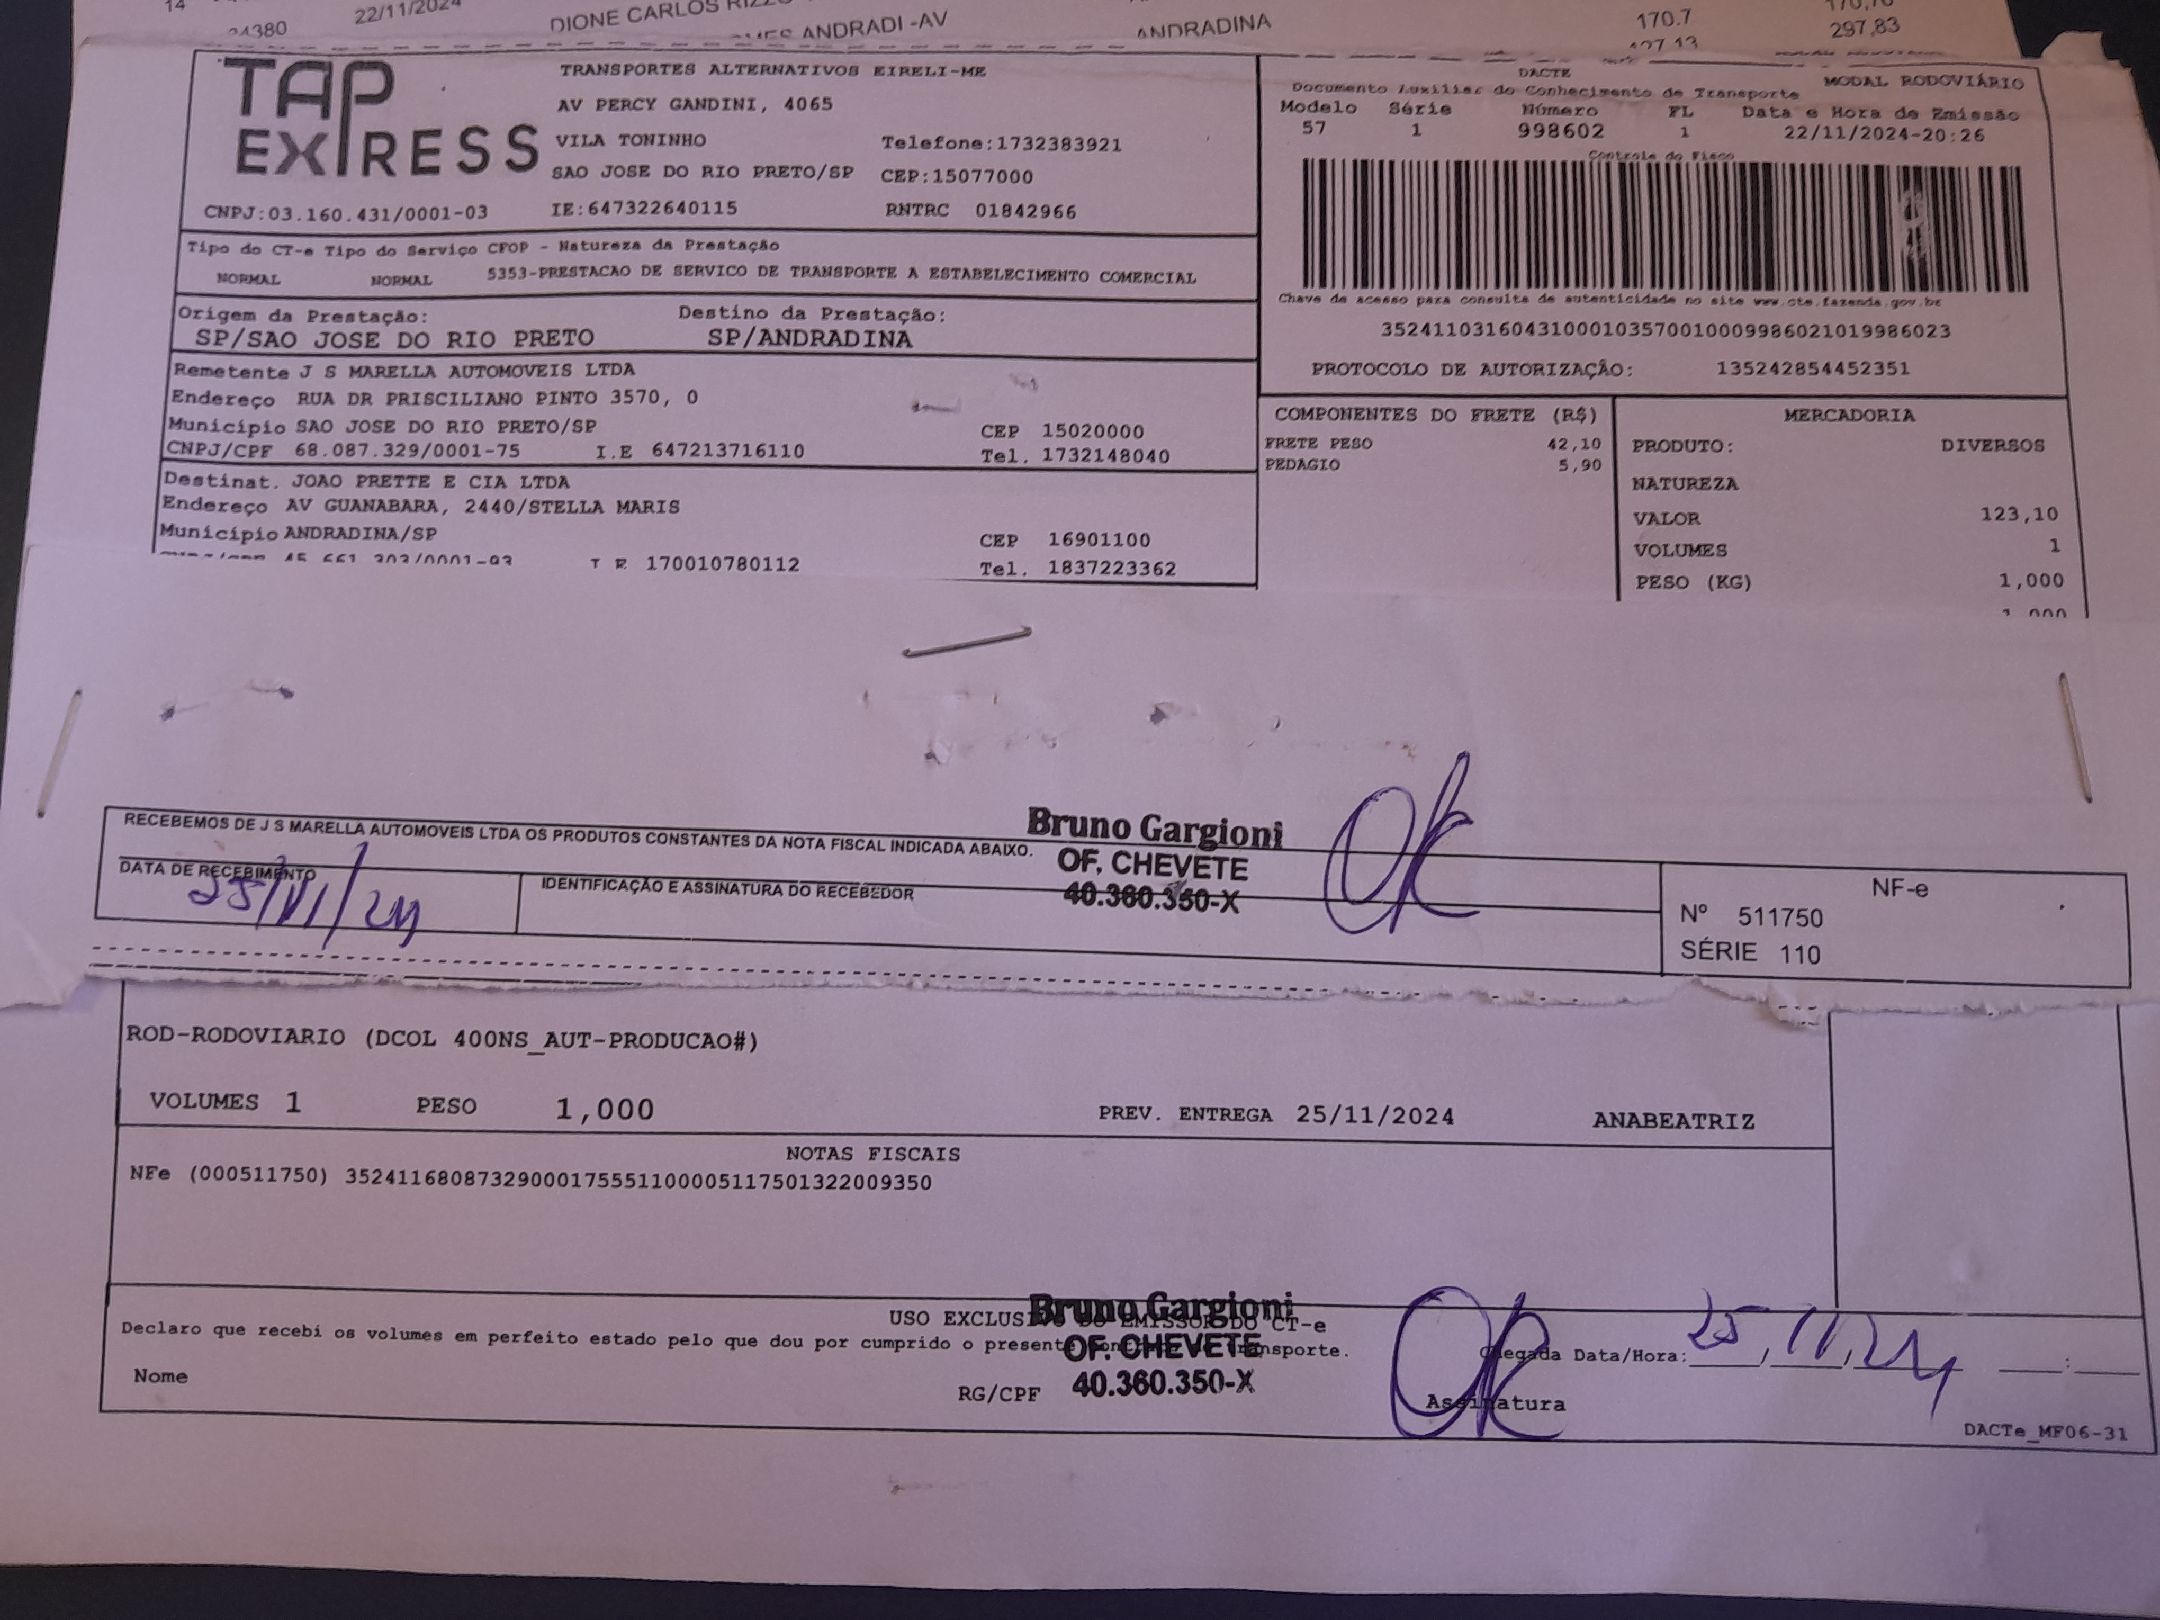 14 22/11/2024 DIONE CARLOS
170.7
297,83
ANDRADI -AV ANDRADINA
TAP
EXPRESS
TRANSPORTES ALTERNATIVOS EIRELI-ME
AV PERCY GANDINI, 4065
VILA TONINHO Telefone:1732383921
SAO JOSE DO RIO PRETO/SP CEP:15077000
CNPJ:03.160.431/0001-03 IE:647322640115 RNTRC 01842966
DACTE MODAL RODOVIÁRIO
Documento Auxiliar do Conhecimento de Transporte
Modelo Série Número FL Data e Hora de Emissão
57 1 998602 1 22/11/2024-20:26
Controle do Fisco
Chave de acesso para consulta de autenticidade no site www.cte.fazenda.gov.br
35241103160431000103570010009986021019986023
PROTOCOLO DE AUTORIZAÇÃO: 135242854452351
Tipo do CT-e Tipo do Serviço CFOP - Natureza da Prestação
NORMAL NORMAL 5353-PRESTACAO DE SERVICO DE TRANSPORTE A ESTABELECIMENTO COMERCIAL
Origem da Prestação: Destino da Prestação:
SP/SAO JOSE DO RIO PRETO SP/ANDRADINA
Remetente J S MARELLA AUTOMOVEIS LTDA
Endereço RUA DR PRISCILIANO PINTO 3570, 0
Município SAO JOSE DO RIO PRETO/SP CEP 15020000
CNPJ/CPF 68.087.329/0001-75 I.E 647213716110 Tel. 1732148040
Destinat. JOAO PRETTE E CIA LTDA
Endereço AV GUANABARA, 2440/STELLA MARIS
Município ANDRADINA/SP CEP 16901100
170010780112 Tel. 1837223362
COMPONENTES DO FRETE (R$)
FRETE PESO 42,10
PEDAGIO 5,90
MERCADORIA
PRODUTO: DIVERSOS
NATUREZA
VALOR 123,10
VOLUMES 1
PESO (KG) 1,000
RECEBEMOS DE J S MARELLA AUTOMOVEIS LTDA OS PRODUTOS CONSTANTES DA NOTA FISCAL INDICADA ABAIXO.
DATA DE RECEBIMENTO
25/11/24
IDENTIFICAÇÃO E ASSINATURA DO RECEBEDOR
Bruno Gargioni
OF. CHEVETE
40.360.350-X
OK
NF-e
Nº 511750
SÉRIE 110
ROD-RODOVIARIO (DCOL 400NS_AUT-PRODUCAO#)
VOLUMES 1 PESO 1,000 PREV. ENTREGA 25/11/2024 ANABEATRIZ
NOTAS FISCAIS
NFe (000511750) 35241168087329000175551100005117501322009350
USO EXCLUSIVO DO EMISSOR DO CT-e
Declaro que recebi os volumes em perfeito estado pelo que dou por cumprido o presente contrato de transporte.
Nome RG/CPF
Bruno Gargioni
OF. CHEVETE
40.360.350-X
OK
Chegada Data/Hora: 25/11/24 :
Assinatura
DACTe_MF06-31